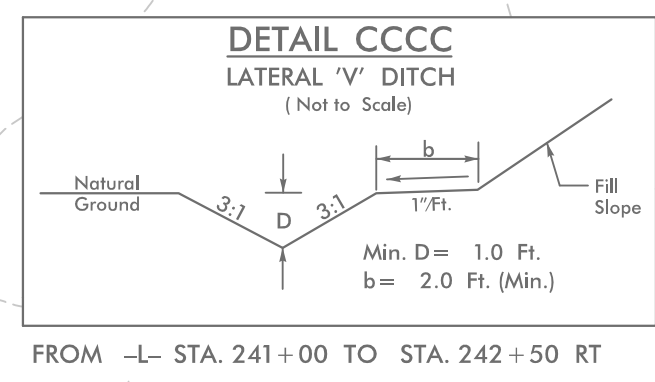 DETAIL CCCC
LATERAL 'V' DITCH
( Not to Scale)
b
Natural
Ground
3:1
D
3:1
1"/Ft.
Fill
Slope
Min. D= 1.0 Ft.
b= 2.0 Ft. (Min.)
FROM -L- STA. 241+00 TO STA. 242+50 RT